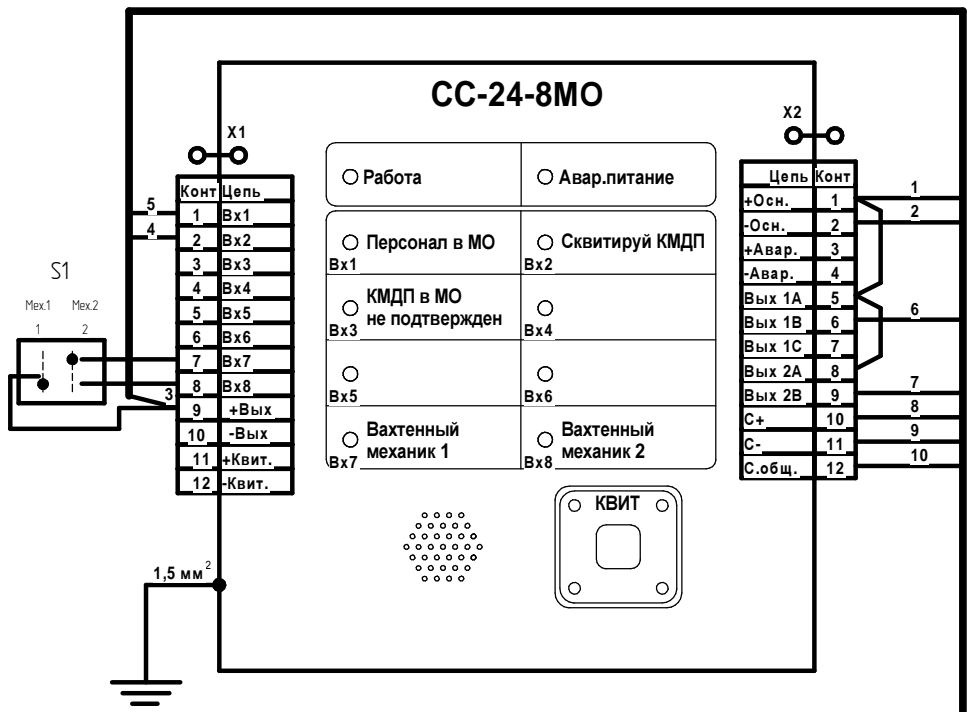 СС-24-8МО
X1
X2
Конт Цепь
1 Вх1
2 Вх2
3 Вх3
4 Вх4
5 Вх5
6 Вх6
7 Вх7
8 Вх8
9 +Вых
10 -Вых
11 +Квит.
12 -Квит.
5
4
3
S1
Мех.1 Мех.2
1 2
Работа
Авар.питание
Персонал в МО
Вх1
Сквитируй КМДП
Вх2
КМДП в МО
не подтвержден
Вх3
Вх4
Вх5
Вх6
Вахтенный
механик 1
Вх7
Вахтенный
механик 2
Вх8
КВИТ
Цепь Конт
+Осн. 1
-Осн. 2
+Авар. 3
-Авар. 4
Вых 1А 5
Вых 1В 6
Вых 1С 7
Вых 2А 8
Вых 2В 9
С+ 10
С- 11
С.общ. 12
1
2
6
7
8
9
10
1,5 мм²